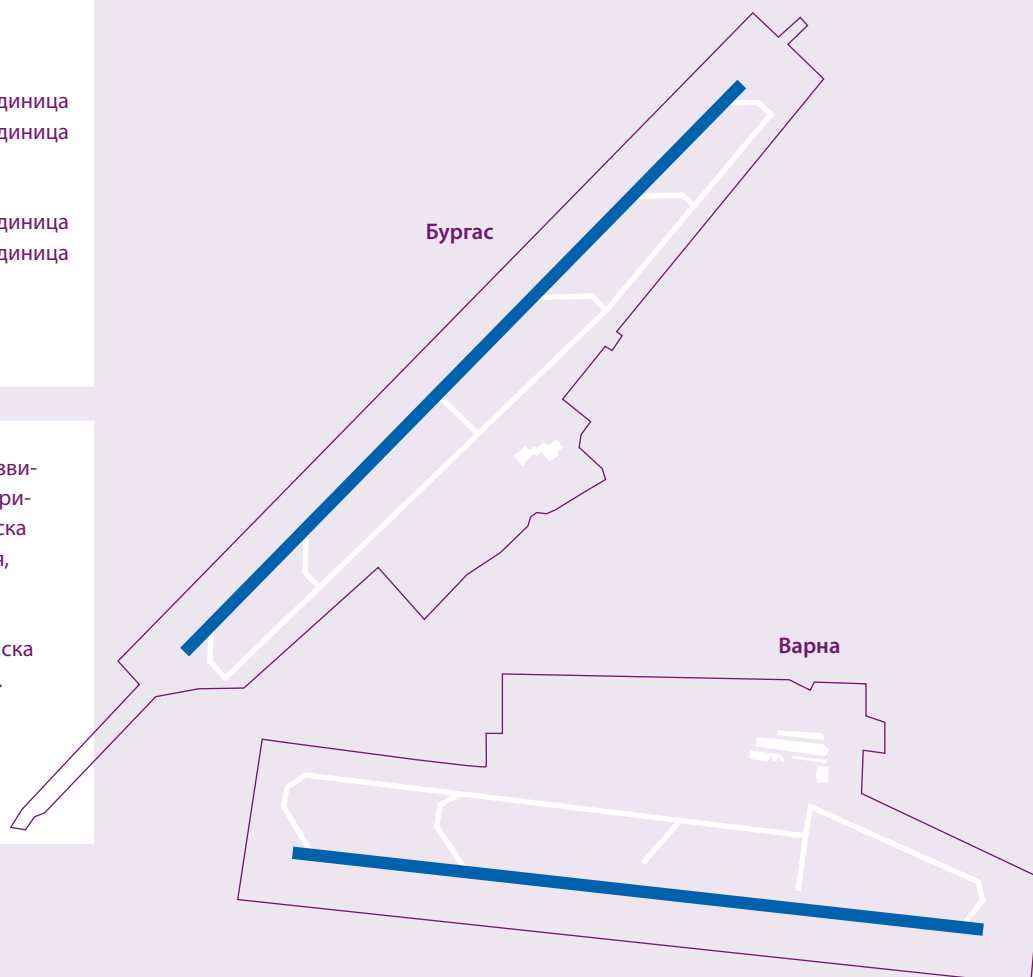 диница
диница
диница
диница
зви-
ри-
ска
я,
ска
.
Бургас
Варна